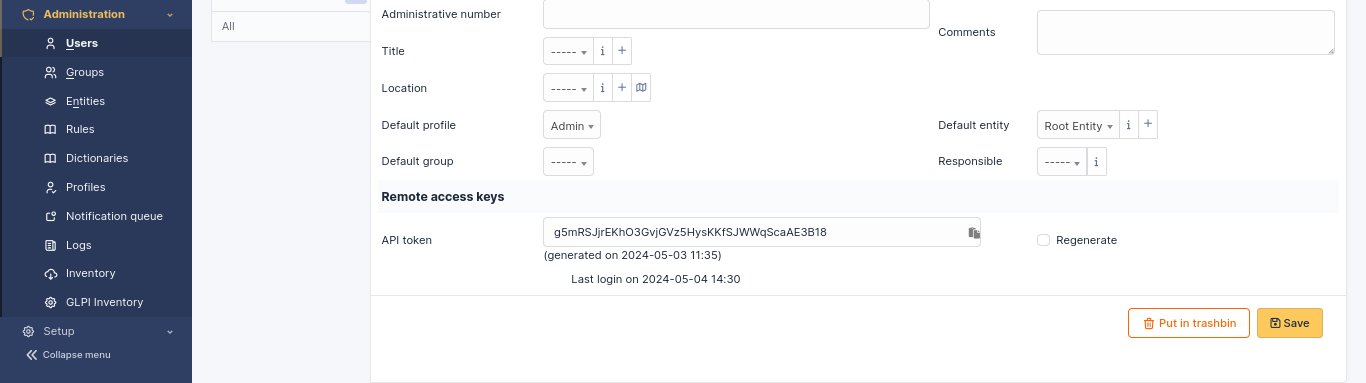 Administration
Users
Groups
Entities
Rules
Dictionaries
Profiles
Notification queue
Logs
Inventory
GLPI Inventory
Setup
Collapse menu
All
Administrative number
Comments
Title ----- i +
Location ----- i +
Default profile Admin
Default entity Root Entity i +
Default group -----
Responsible ----- i
Remote access keys
API token g5mRSJjrEKhO3GvjGVz5HysKKfSJWWqScaAE3B18
Regenerate
(generated on 2024-05-03 11:35)
Last login on 2024-05-04 14:30
Put in trashbin
Save